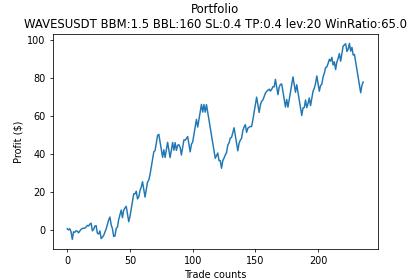 Portfolio
WAVESUSDT BBM:1.5 BBL:160 SL:0.4 TP:0.4 lev:20 WinRatio:65.0
100
80
60
40
20
0
Profit ($)
0 50 100 150 200
Trade counts